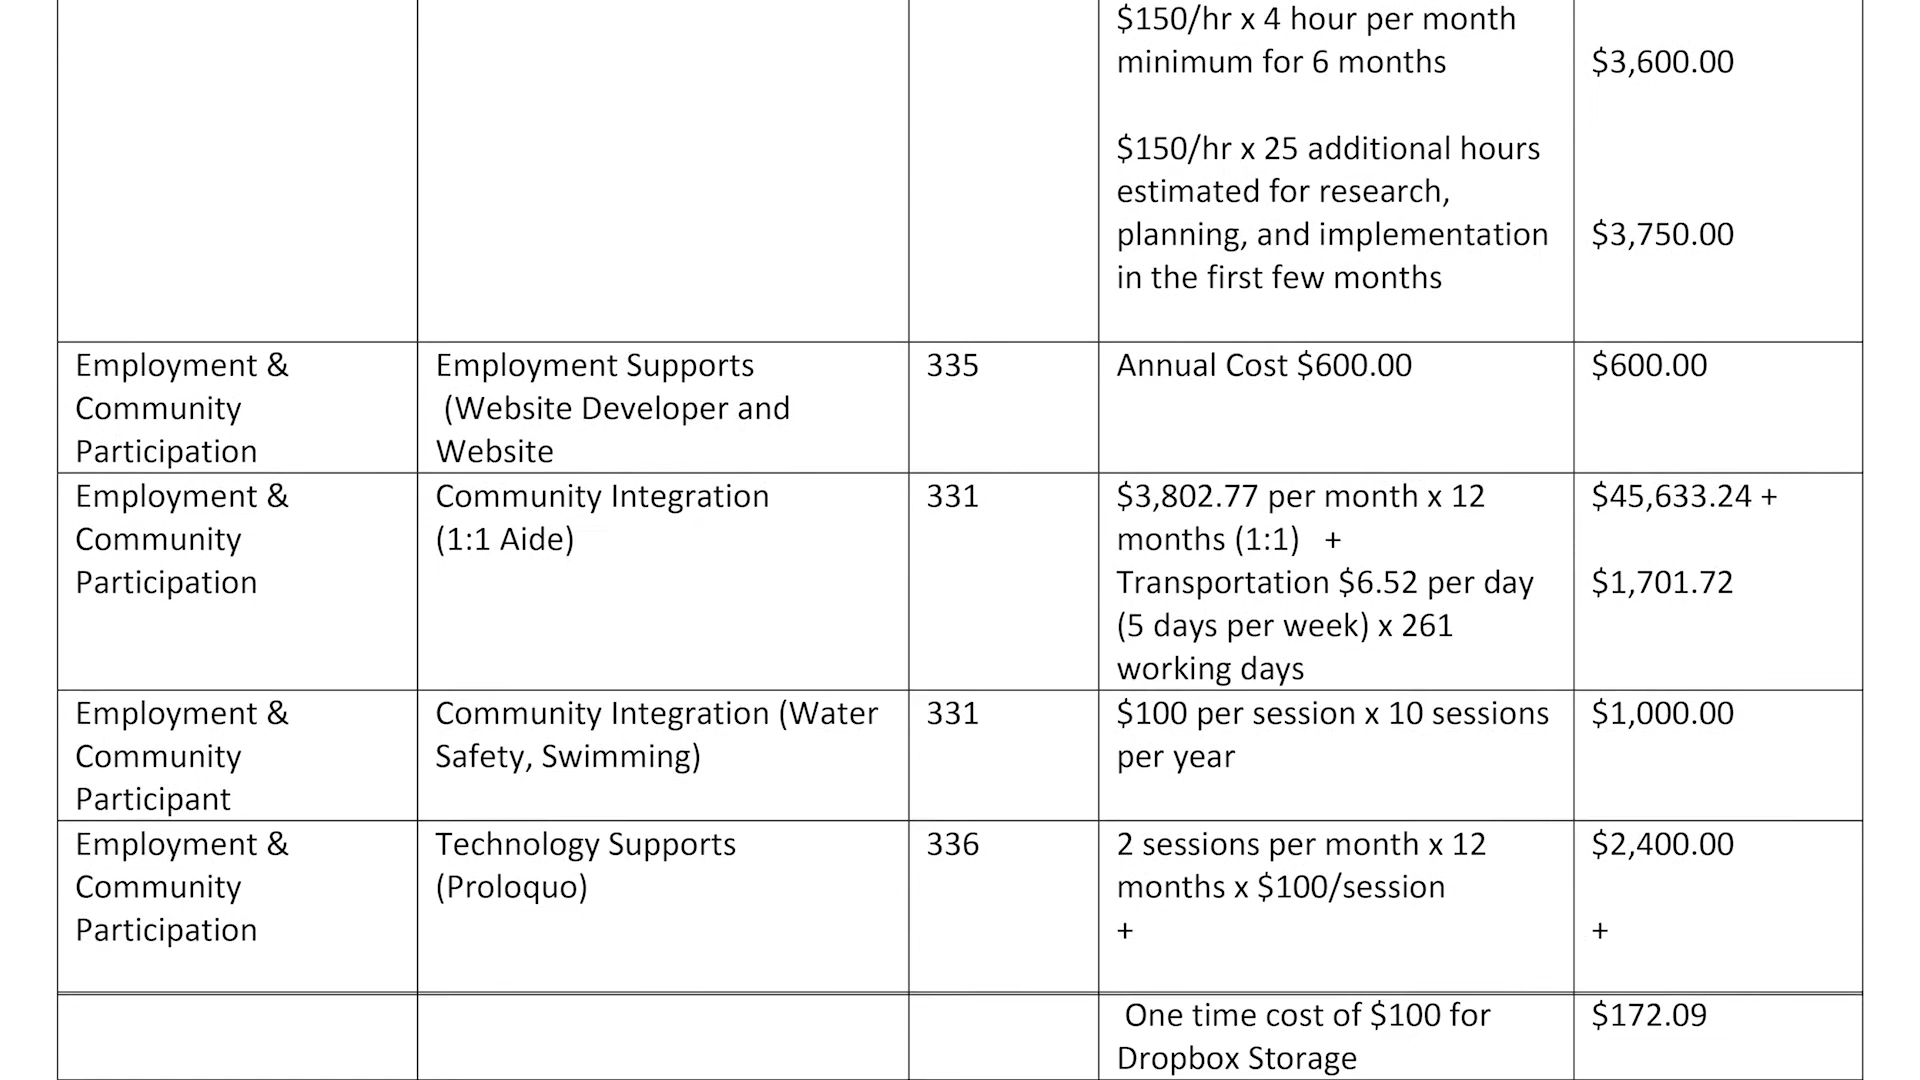 $150/hr x 4 hour per month
minimum for 6 months
$3,600.00
$150/hr x 25 additional hours
estimated for research,
planning, and implementation
in the first few months
$3,750.00
Employment &
Community
Participation
Employment Supports
(Website Developer and
Website
335
Annual Cost $600.00
$600.00
Employment &
Community
Participation
Community Integration
(1:1 Aide)
331
$3,802.77 per month x 12
months (1:1) +
Transportation $6.52 per day
(5 days per week) x 261
working days
$45,633.24 +
$1,701.72
Employment &
Community
Participant
Community Integration (Water
Safety, Swimming)
331
$100 per session x 10 sessions
per year
$1,000.00
Employment &
Community
Participation
Technology Supports
(Proloquo)
336
2 sessions per month x 12
months x $100/session
+
$2,400.00
+
One time cost of $100 for
Dropbox Storage
$172.09